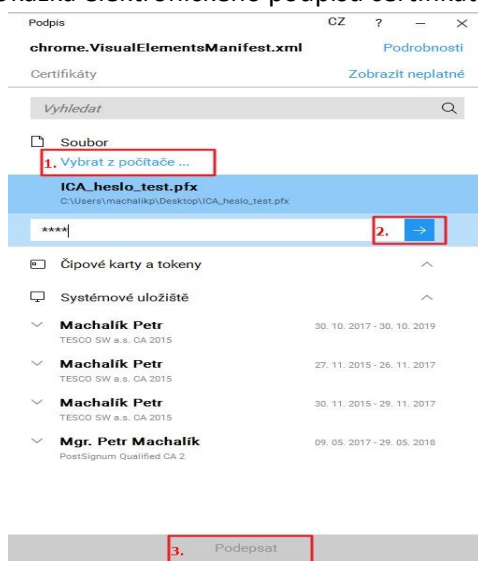 elektronického podpisu certifikát
Podpis CZ ? – ×
chrome.VisualElementsManifest.xml Podrobnosti
Certifikáty Zobrazit neplatné
Vyhledat
Soubor
1. Vybrat z počítače ...
ICA_heslo_test.pfx
C:\Users\machalikp\Desktop\ICA_heslo_test.pfx
**** 2. →
Čipové karty a tokeny
Systémové uložiště
Machalík Petr 30. 10. 2017 - 30. 10. 2019
TESCO SW a.s. CA 2015
Machalík Petr 27. 11. 2015 - 26. 11. 2017
TESCO SW a.s. CA 2015
Machalík Petr 30. 11. 2015 - 29. 11. 2017
TESCO SW a.s. CA 2015
Mgr. Petr Machalík 09. 05. 2017 - 29. 05. 2018
PostSignum Qualified CA 2
3. Podepsat